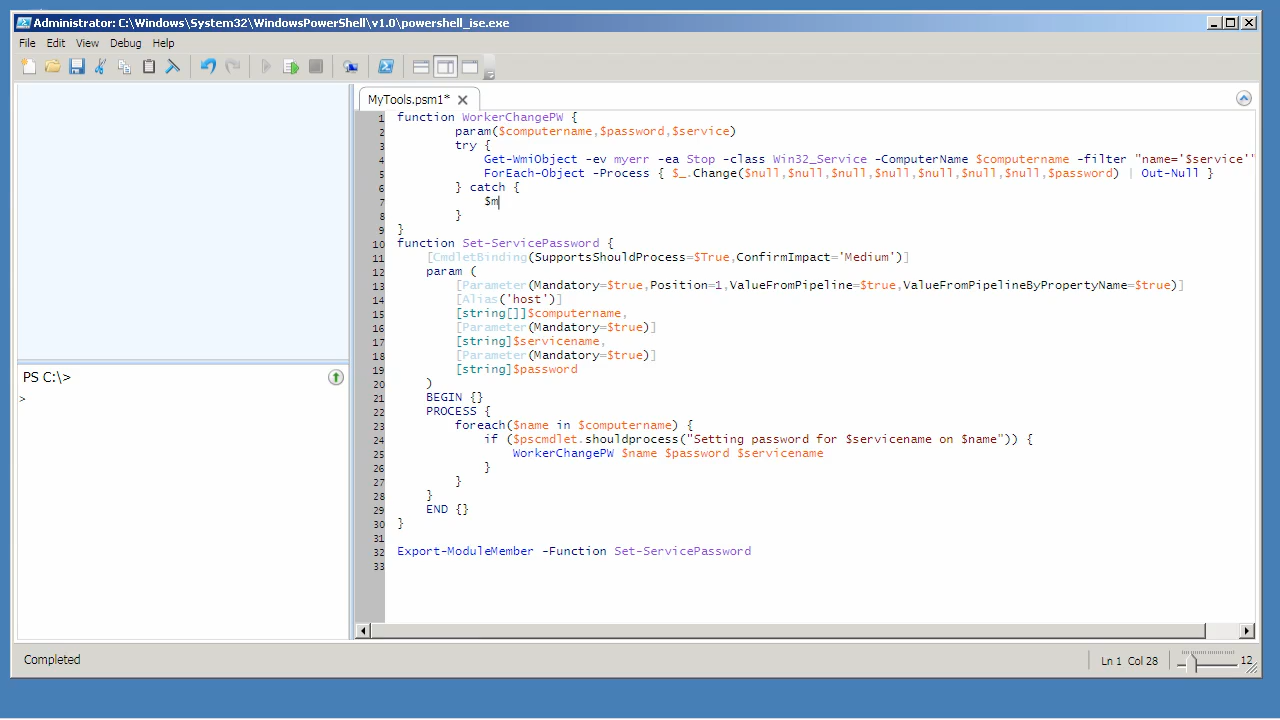 Administrator: C:\Windows\System32\WindowsPowerShell\v1.0\powershell_ise.exe
File Edit View Debug Help
MyTools.psm1*
1 function WorkerChangePW {
2 param($computername,$password,$service)
3 try {
4 Get-WmiObject -ev myerr -ea Stop -class Win32_Service -ComputerName $computername -filter "name='$service'"
5 ForEach-Object -Process { $_.Change($null,$null,$null,$null,$null,$null,$null,$password) | Out-Null }
6 } catch {
7 $m
8 }
9 }
10 function Set-ServicePassword {
11 [CmdletBinding(SupportsShouldProcess=$True,ConfirmImpact='Medium')]
12 param (
13 [Parameter(Mandatory=$true,Position=1,ValueFromPipeline=$true,ValueFromPipelineByPropertyName=$true)]
14 [Alias('host')]
15 [string[]]$computername,
16 [Parameter(Mandatory=$true)]
17 [string]$servicename,
18 [Parameter(Mandatory=$true)]
19 [string]$password
20 )
21 BEGIN {}
22 PROCESS {
23 foreach($name in $computername) {
24 if ($pscmdlet.shouldprocess("Setting password for $servicename on $name")) {
25 WorkerChangePW $name $password $servicename
26 }
27 }
28 }
29 END {}
30 }
31
32 Export-ModuleMember -Function Set-ServicePassword
33
PS C:\>
>
Completed
Ln 1 Col 28
12